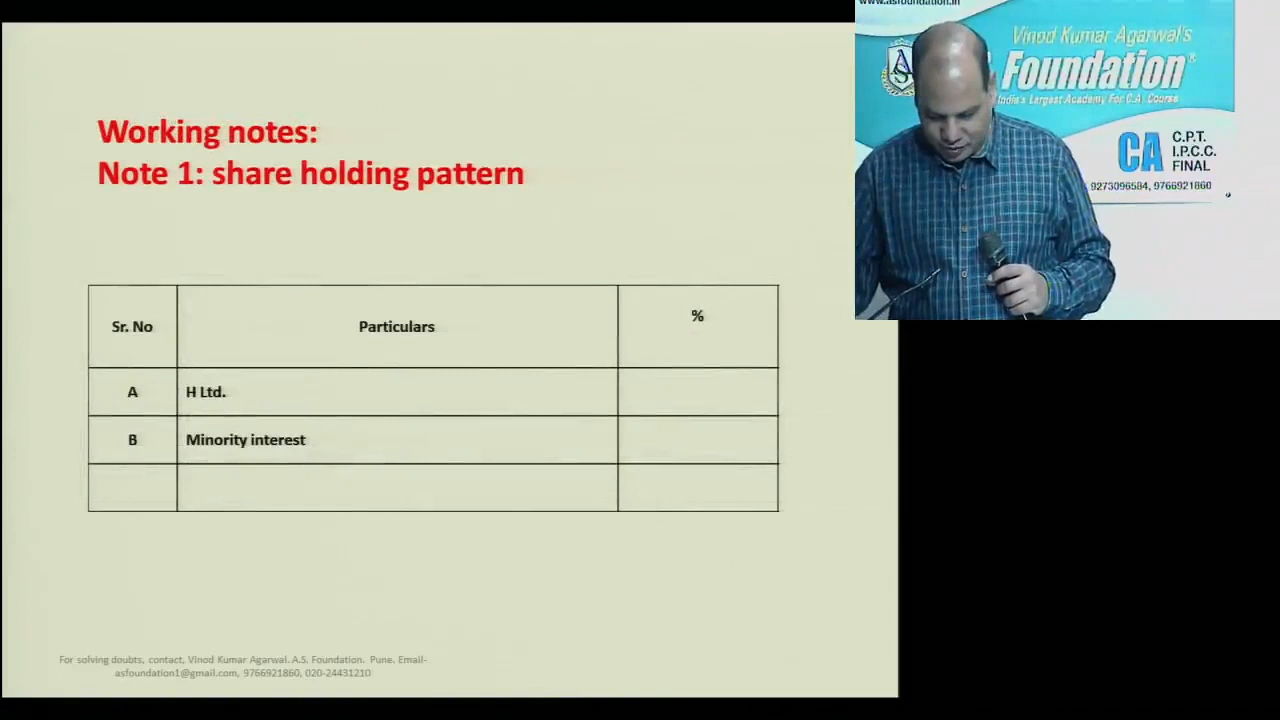 Working notes:
Note 1: share holding pattern
Sr. No
Particulars
%
A
H Ltd.
B
Minority interest
For solving doubts, contact, Vinod Kumar Agarwal. A.S. Foundation. Pune. Email-
asfoundation1@gmail.com, 9766921860, 020-24431210
www.asfoundation.in
Vinod Kumar Agarwal's
AS
Foundation®
India's Largest Academy For C.A. Course
CA
C.P.T.
I.P.C.C.
FINAL
9273096584, 9766921860